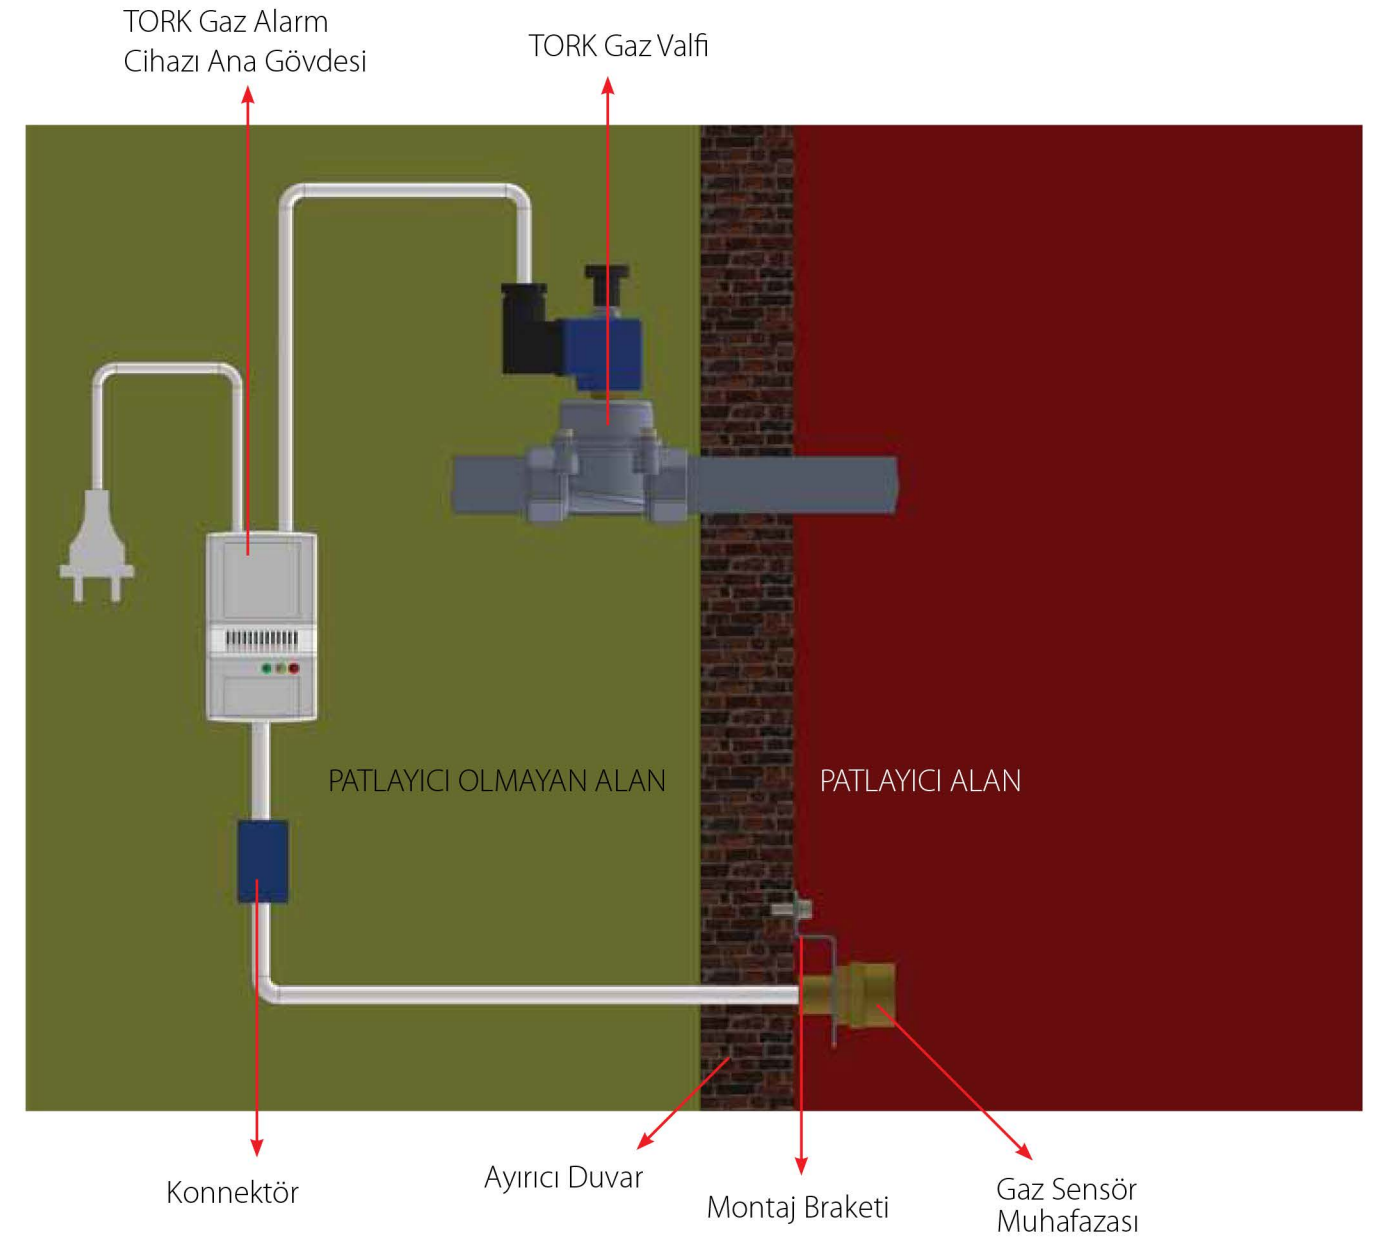 TORK Gaz Alarm
Cihazı Ana Gövdesi
TORK Gaz Valfi
PATLAYICI OLMAYAN ALAN
PATLAYICI ALAN
Konnektör
Ayırıcı Duvar
Montaj Braketi
Gaz Sensör
Muhafazası